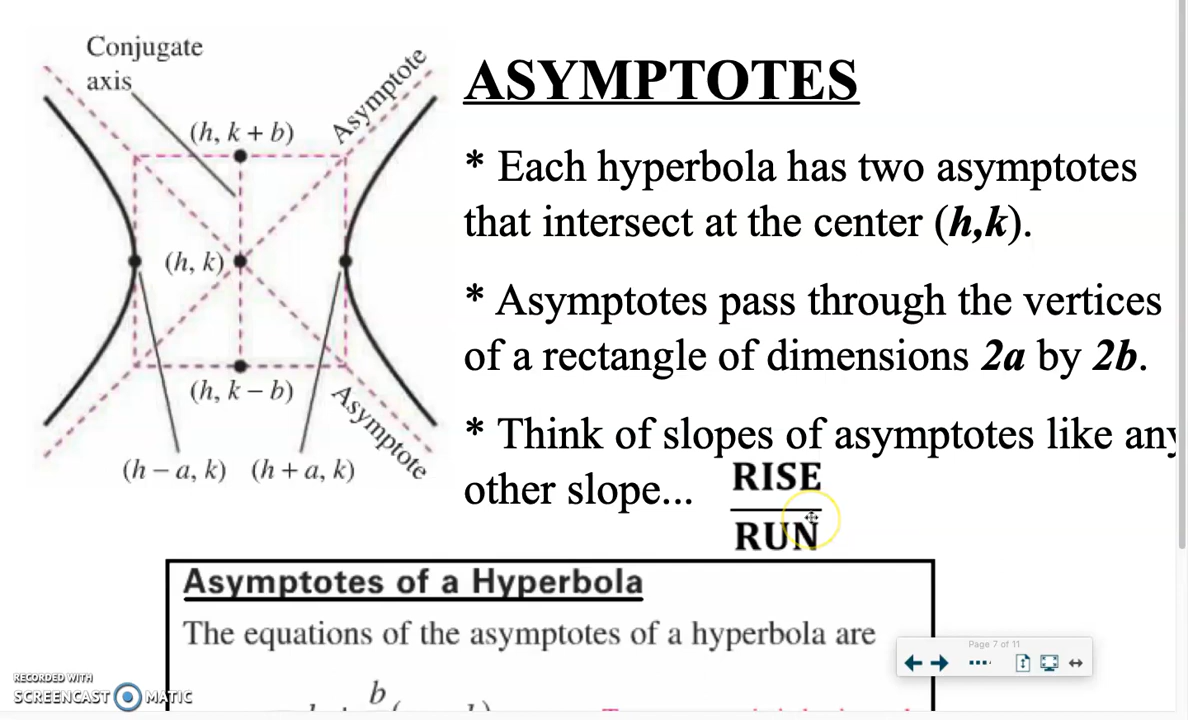 Conjugate
axis
Asymptote
(h, k + b)
(h, k)
(h, k – b)
Asymptote
(h – a, k) (h + a, k)
ASYMPTOTES
* Each hyperbola has two asymptotes
that intersect at the center (h,k).
* Asymptotes pass through the vertices
of a rectangle of dimensions 2a by 2b.
* Think of slopes of asymptotes like any
other slope...
RISE
RUN
Asymptotes of a Hyperbola
The equations of the asymptotes of a hyperbola are
b
Page 7 of 11
RECORDED WITH
SCREENCAST MATIC